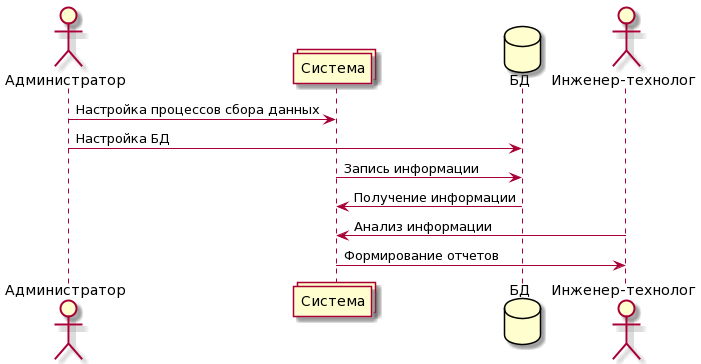 Администратор
Система
БД
Инженер-технолог
Настройка процессов сбора данных
Настройка БД
Запись информации
Получение информации
Анализ информации
Формирование отчетов
Администратор
Система
БД
Инженер-технолог